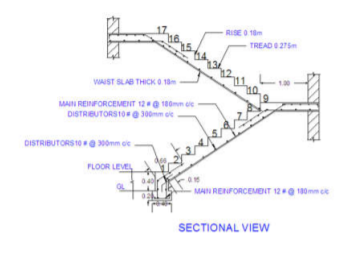 17
RISE 0.18m
16
15
TREAD 0.275m
14
13
12
11
WAIST SLAB THICK 0.18m
10
1.00
9
MAIN REINFORCEMENT 12 # @ 180mm c/c
8
DISTRIBUTORS10 # @ 300mm c/c
7
6
5
DISTRIBUTORS10 # @ 300mm c/c
4
3
2
FLOOR LEVEL
1
0.15
0.40
GL
MAIN REINFORCEMENT 12 # @ 180mm c/c
SECTIONAL VIEW